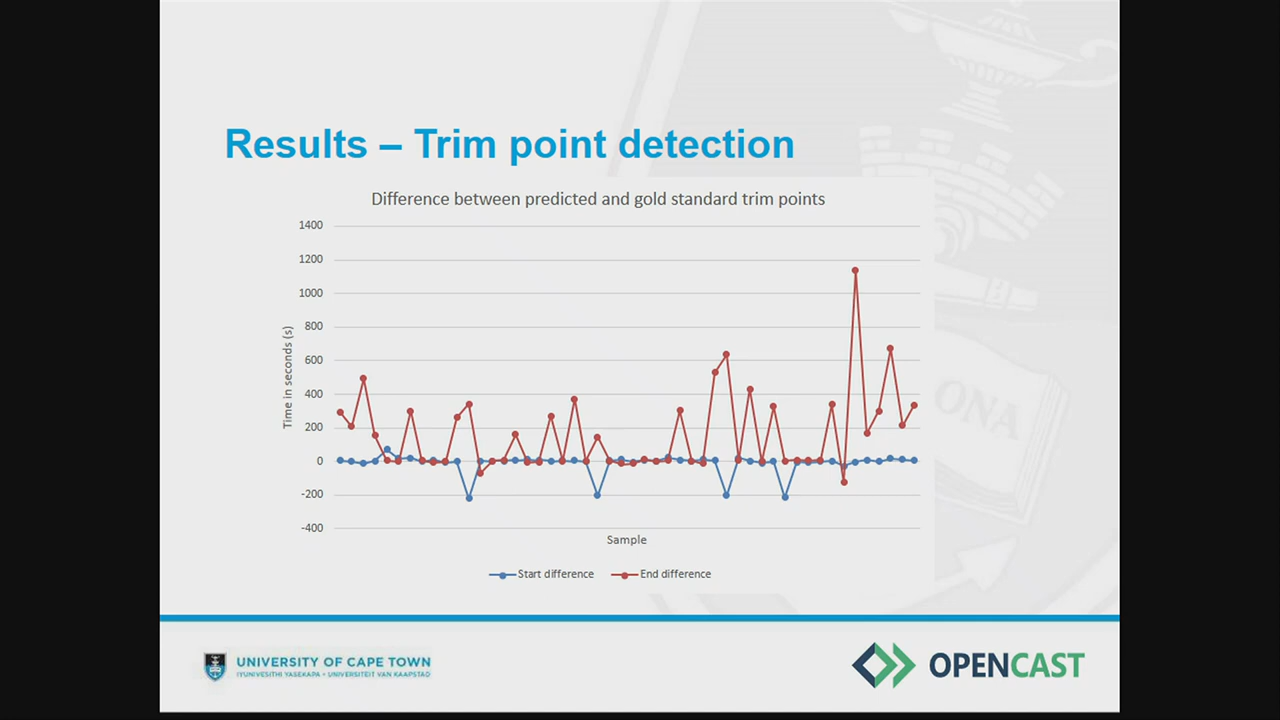 Results – Trim point detection
Difference between predicted and gold standard trim points
1400
1200
1000
800
600
400
200
0
-200
-400
Time in seconds (s)
Sample
Start difference
End difference
ONA
UNIVERSITY OF CAPE TOWN
IYUNIVESITHI YASEKAPA • UNIVERSITEIT VAN KAAPSTAD
OPENCAST